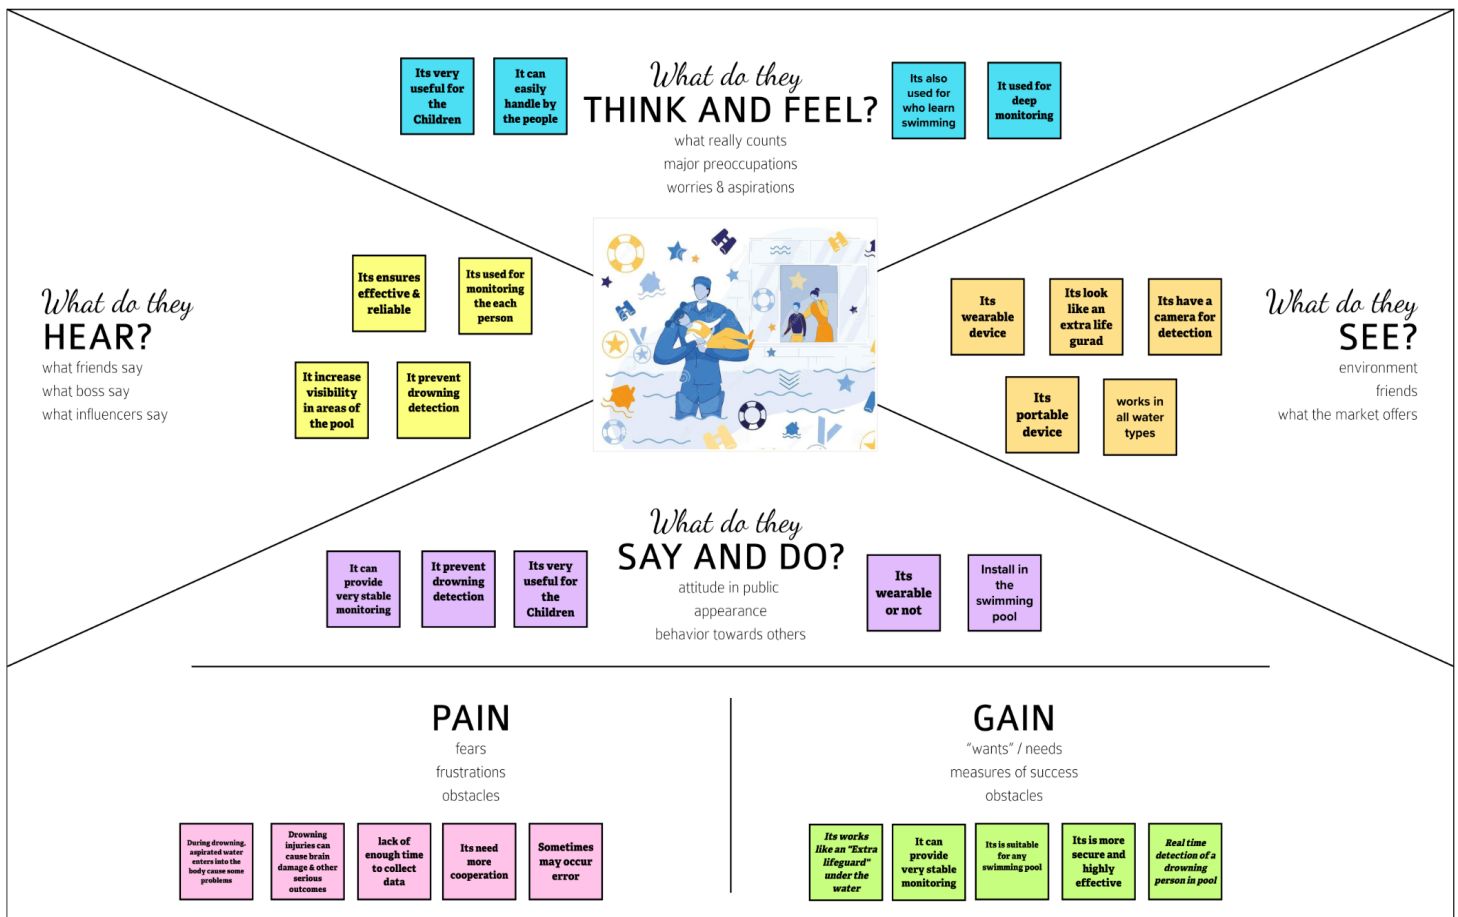 What do they
THINK AND FEEL?
what really counts
major preoccupations
worries & aspirations
Its very
useful for
the
Children
It can
easily
handle by
the people
Its also
used for
who learn
swimming
It used for
deep
monitoring
What do they
HEAR?
what friends say
what boss say
what influencers say
Its ensures
effective &
reliable
Its used for
monitoring
the each
person
It increase
visibility
in areas of
the pool
It prevent
drowning
detection
What do they
SEE?
environment
friends
what the market offers
Its
wearable
device
Its look
like an
extra life
gurad
Its have a
camera for
detection
Its
portable
device
works in
all water
types
What do they
SAY AND DO?
attitude in public
appearance
behavior towards others
It can
provide
very stable
monitoring
It prevent
drowning
detection
Its very
useful for
the
Children
Its
wearable
or not
Install in
the
swimming
pool
PAIN
fears
frustrations
obstacles
During drowning,
aspirated water
enters into the
body cause some
problems
Drowning
injuries can
cause brain
damage & other
serious
outcomes
lack of
enough time
to collect
data
Its need
more
cooperation
Sometimes
may occur
error
GAIN
"wants" / needs
measures of success
obstacles
Its works
like an "Extra
lifeguard"
under the
water
It can
provide
very stable
monitoring
Its is suitable
for any
swimming pool
Its is more
secure and
highly
effective
Real time
detection of a
drowning
person in pool